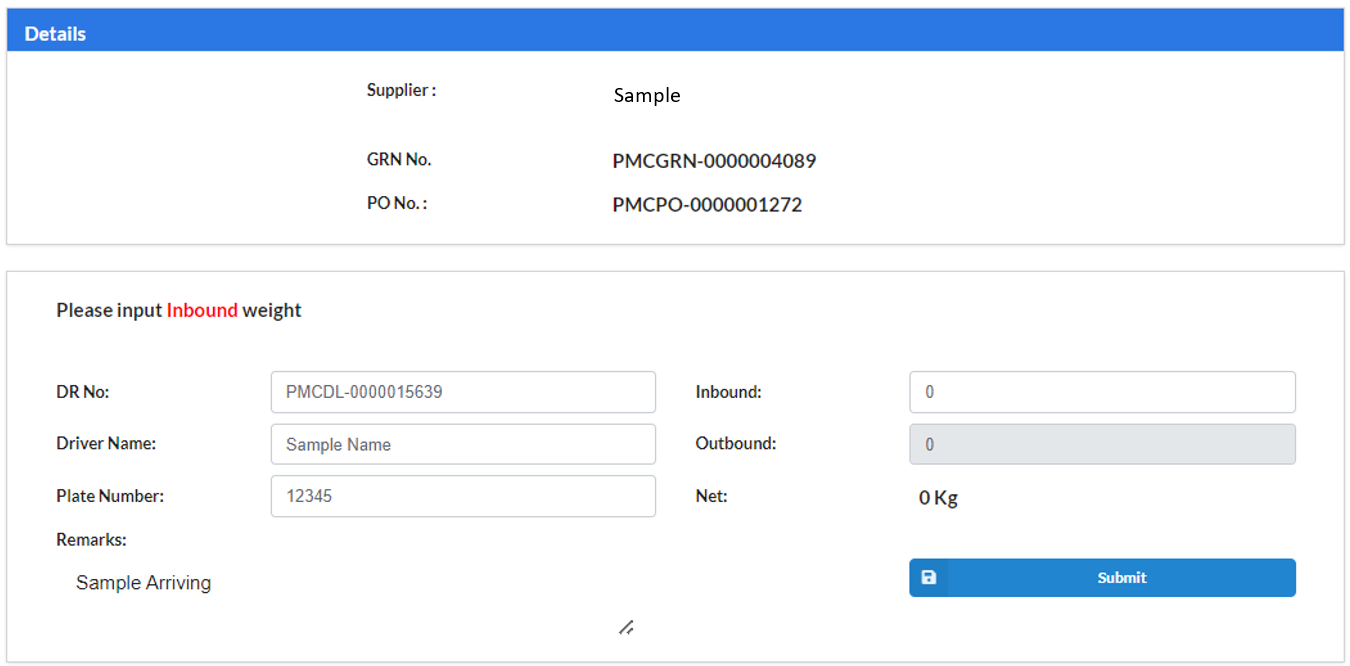 Details
Supplier : Sample
GRN No. PMCGRN-0000004089
PO No. : PMCPO-0000001272
Please input Inbound weight
DR No: PMCDL-0000015639 Inbound: 0
Driver Name: Sample Name Outbound: 0
Plate Number: 12345 Net: 0 Kg
Remarks:
Sample Arriving Submit